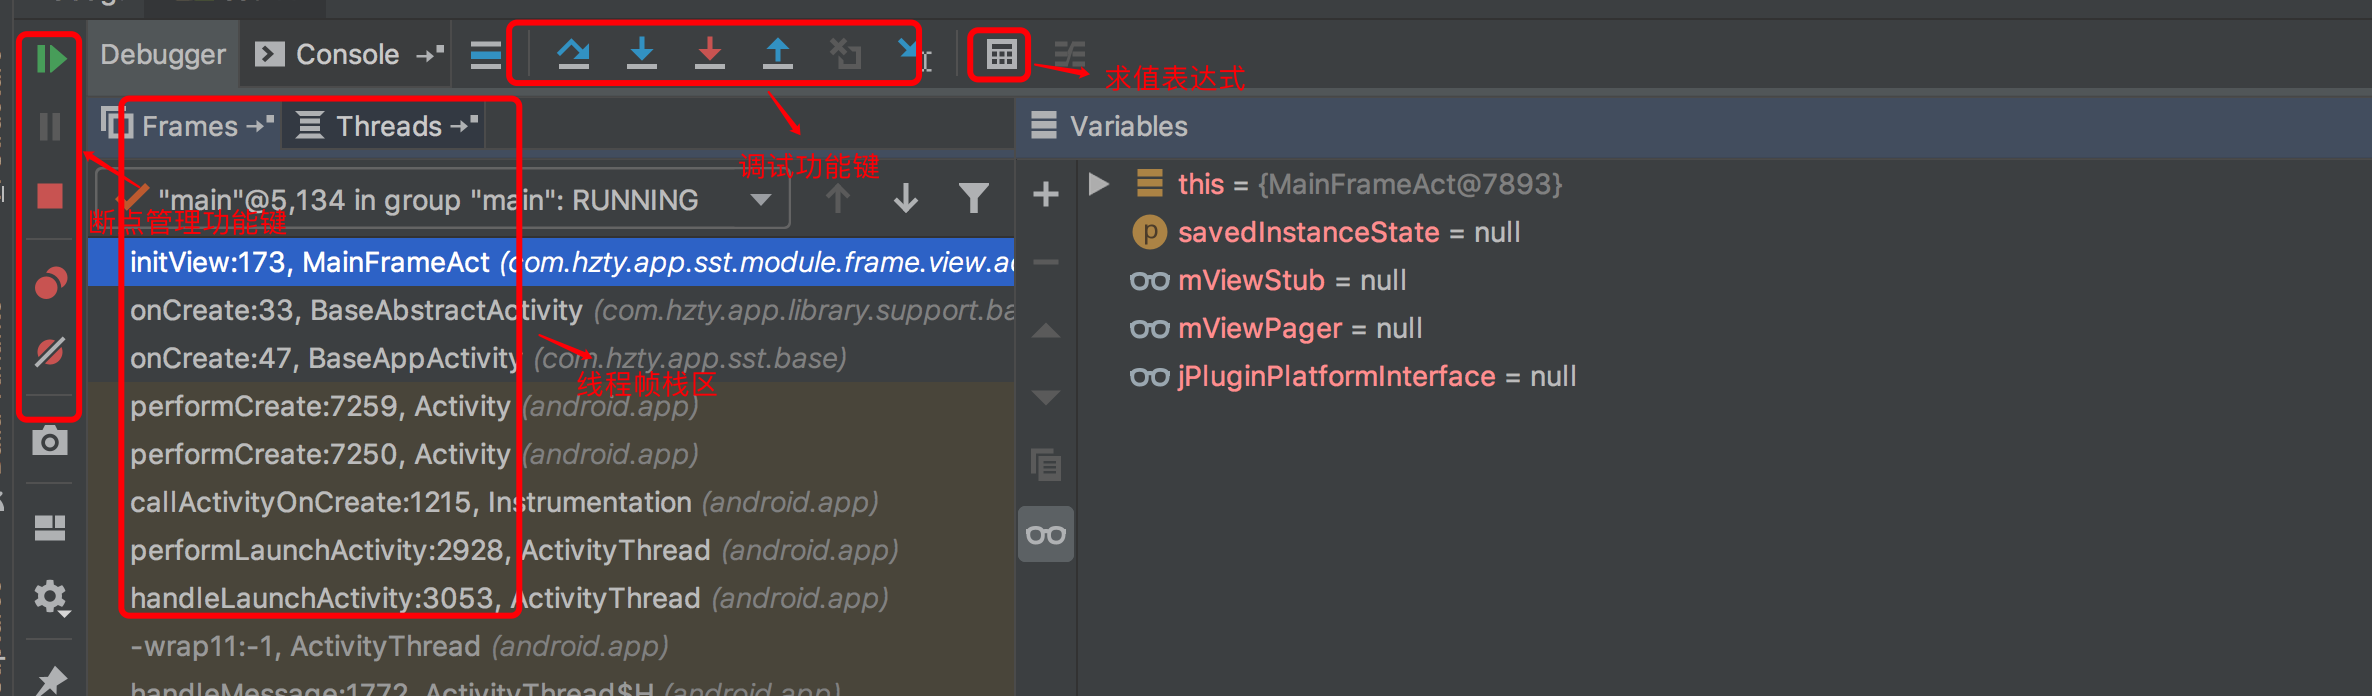 Debugger
Console
求值表达式
Frames
Threads
Variables
调试功能键
"main"@5,134 in group "main": RUNNING
断点管理功能键
this = {MainFrameAct@7893}
savedInstanceState = null
mViewStub = null
mViewPager = null
jPluginPlatformInterface = null
initView:173, MainFrameAct (com.hzty.app.sst.module.frame.view.ac
onCreate:33, BaseAbstractActivity (com.hzty.app.library.support.ba
onCreate:47, BaseAppActivity (com.hzty.app.sst.base)
线程帧栈区
performCreate:7259, Activity (android.app)
performCreate:7250, Activity (android.app)
callActivityOnCreate:1215, Instrumentation (android.app)
performLaunchActivity:2928, ActivityThread (android.app)
handleLaunchActivity:3053, ActivityThread (android.app)
-wrap11:-1, ActivityThread (android.app)
handleMessage:1772, ActivityThread$H (android.app)